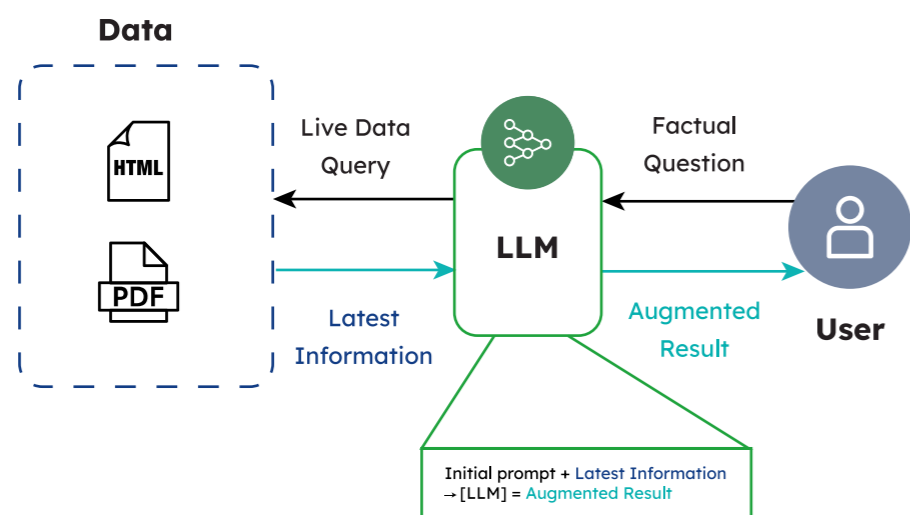 Data
HTML
PDF
Live Data
Query
Latest
Information
LLM
Factual
Question
Augmented
Result
User
Initial prompt + Latest Information
→[LLM] = Augmented Result